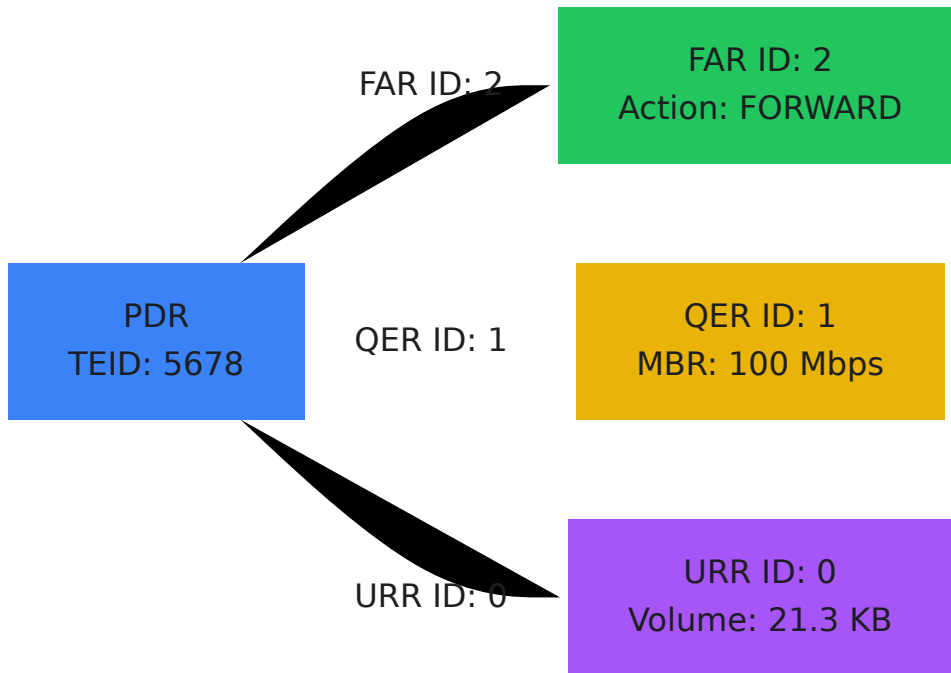 FAR ID: 2
FAR ID: 2
Action: FORWARD
PDR
TEID: 5678
QER ID: 1
QER ID: 1
MBR: 100 Mbps
URR ID: 0
URR ID: 0
Volume: 21.3 KB